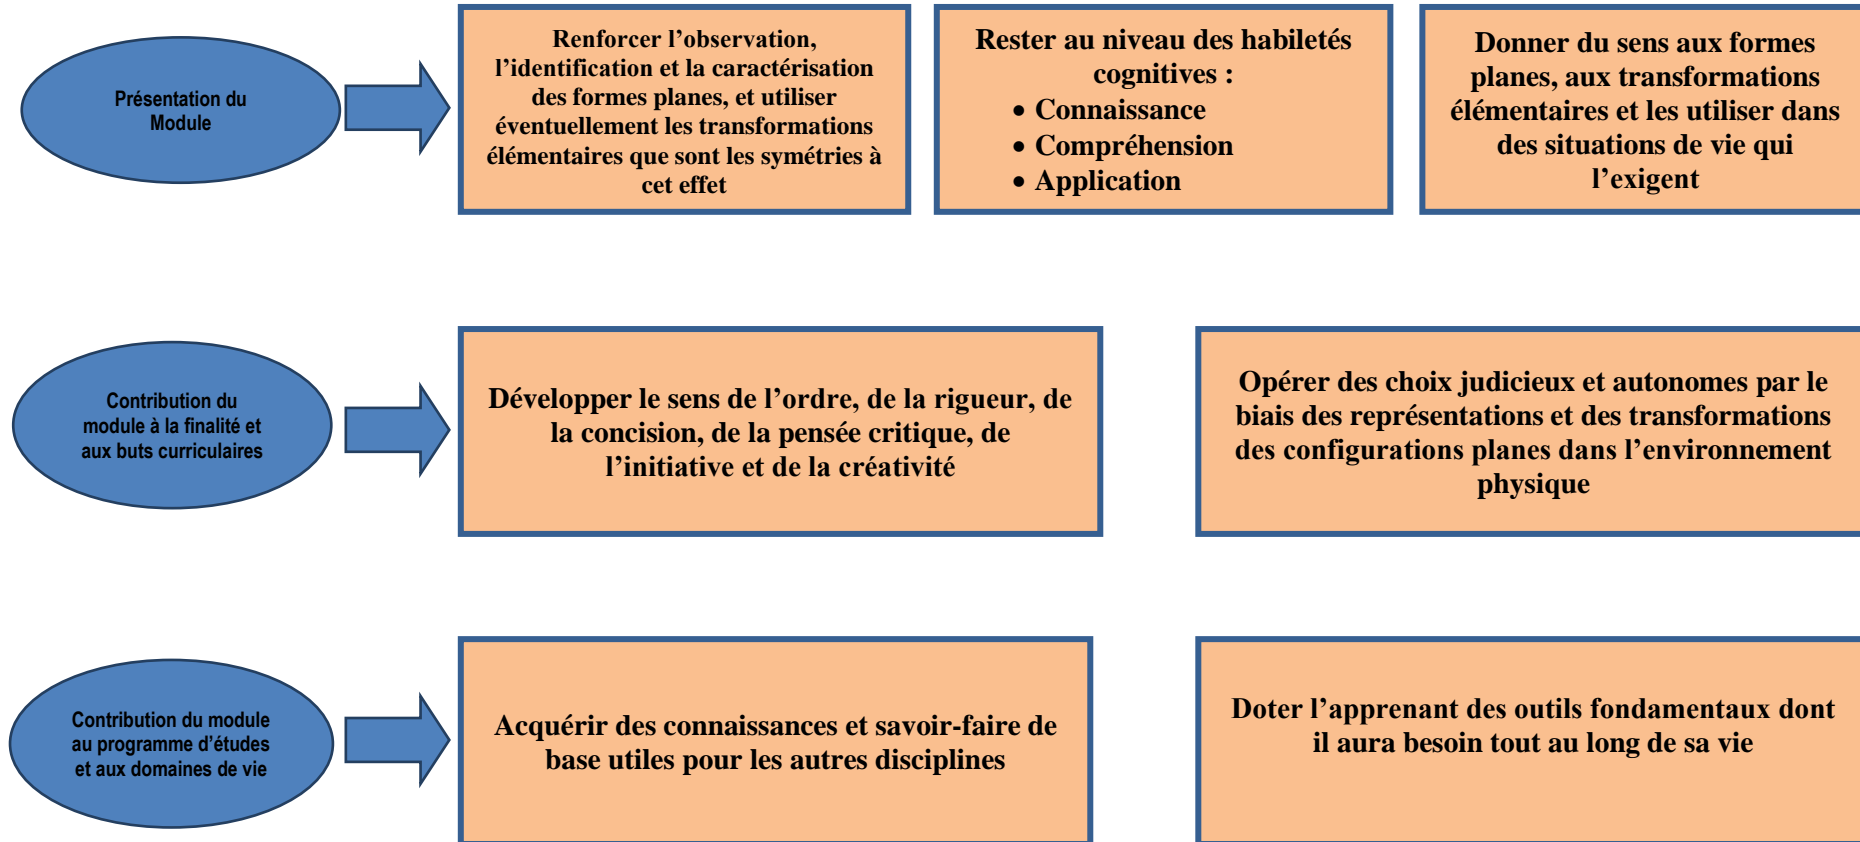 Présentation du
Module
Renforcer l’observation,
l’identification et la caractérisation
des formes planes, et utiliser
éventuellement les transformations
élémentaires que sont les symétries à
cet effet
Rester au niveau des habiletés
cognitives :
• Connaissance
• Compréhension
• Application
Donner du sens aux formes
planes, aux transformations
élémentaires et les utiliser dans
des situations de vie qui
l’exigent
Contribution du
module à la finalité et
aux buts curriculaires
Développer le sens de l’ordre, de la rigueur, de
la concision, de la pensée critique, de
l’initiative et de la créativité
Opérer des choix judicieux et autonomes par le
biais des représentations et des transformations
des configurations planes dans l’environnement
physique
Contribution du module
au programme d’études
et aux domaines de vie
Acquérir des connaissances et savoir-faire de
base utiles pour les autres disciplines
Doter l’apprenant des outils fondamentaux dont
il aura besoin tout au long de sa vie